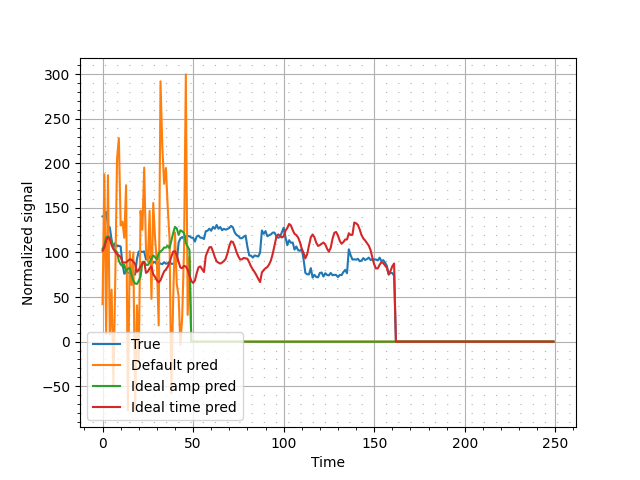 Normalized signal
300
250
200
150
100
50
0
−50
True
Default pred
Ideal amp pred
Ideal time pred
0 50 100 150 200 250
Time